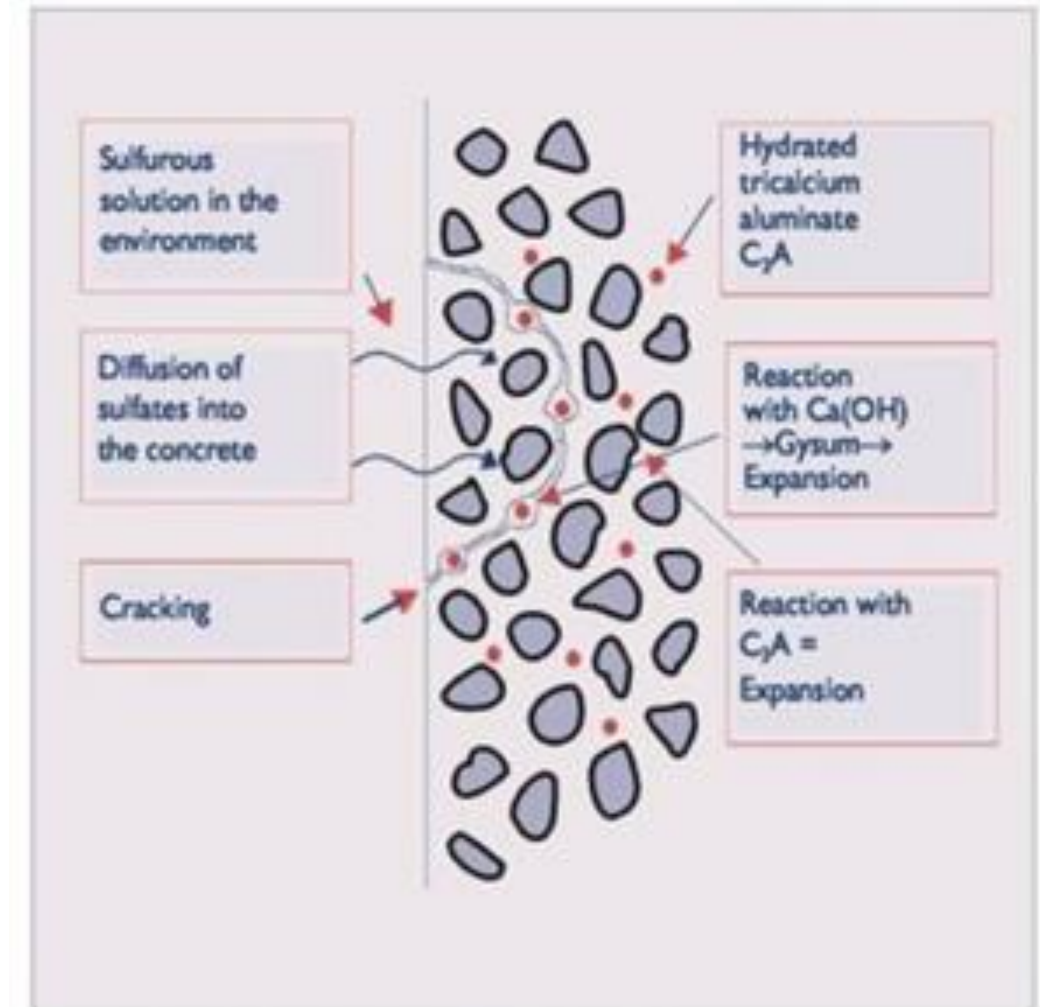 Sulfurous
solution in the
environment
Diffusion of
sulfates into
the concrete
Cracking
Hydrated
tricalcium
aluminate
C₃A
Reaction
with Ca(OH)
→Gysum→
Expansion
Reaction with
C₃A =
Expansion